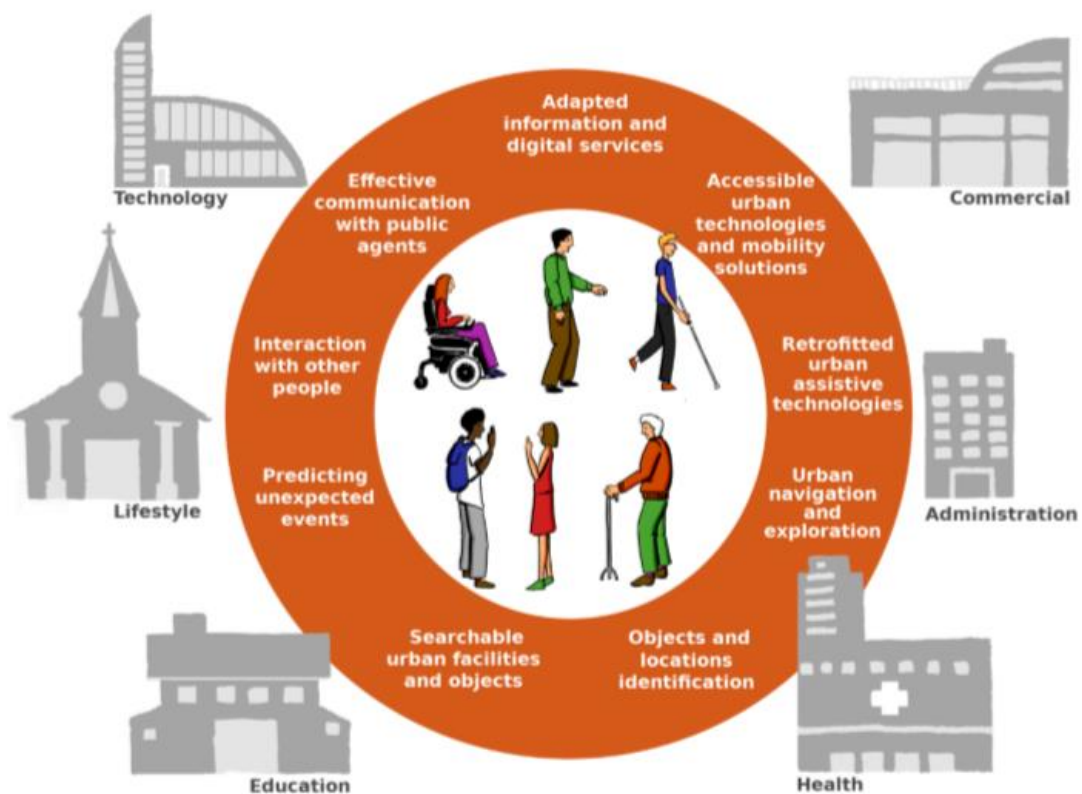 Adapted
information and
digital services
Effective
communication
with public
agents
Accessible
urban
technologies
and mobility
solutions
Technology
Commercial
Interaction
with other
people
Retrofitted
urban
assistive
technologies
Predicting
unexpected
events
Urban
navigation
and
exploration
Lifestyle
Administration
Searchable
urban facilities
and objects
Objects and
locations
identification
Education
Health